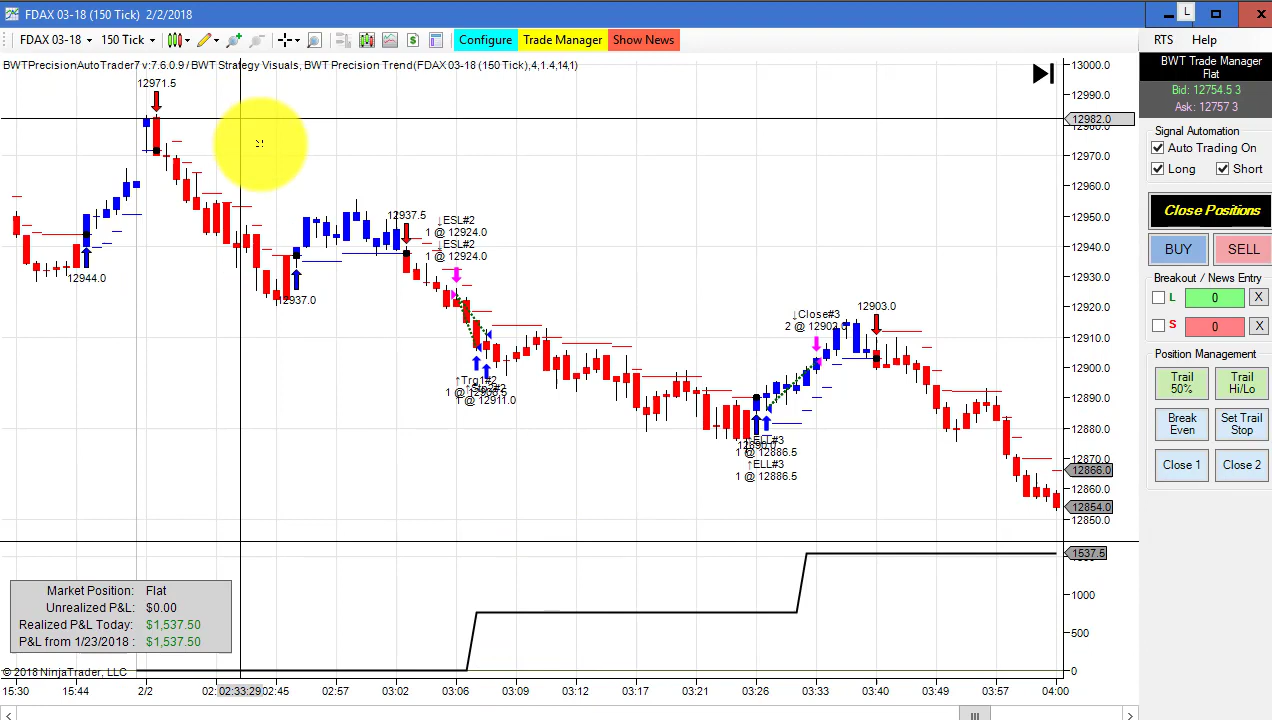 FDAX 03-18 (150 Tick)  2/2/2018
L
FDAX 03-18 150 Tick $ Configure Trade Manager Show News
RTS Help
BWTPrecisionAutoTrader7 v:7.6.0.9 / BWT Strategy Visuals, BWT Precision Trend(FDAX 03-18 (150 Tick),4,1.4,14,1)
12971.5
12944.0
12937.0
12937.5
↓ESL#2
1 @ 12924.0
↓ESL#2
1 @ 12924.0
↑Trg1#2
1 @ 12911.0
↓Close#3
2 @ 12902.0
12903.0
1 @ 12886.5
↑ELL#3
1 @ 12886.5
13000.0
12990.0
12982.0
12980.0
12970.0
12960.0
12950.0
12940.0
12930.0
12920.0
12910.0
12900.0
12890.0
12880.0
12870.0
12866.0
12860.0
12854.0
12850.0
1537.5
1000
500
0
Market Position: Flat
Unrealized P&L: $0.00
Realized P&L Today: $1,537.50
P&L from 1/23/2018 : $1,537.50
© 2018 NinjaTrader, LLC
15:30 15:44 2/2 02:33:29 02:45 02:57 03:02 03:06 03:09 03:12 03:17 03:21 03:26 03:33 03:40 03:49 03:57 04:00
BWT Trade Manager
Flat
Bid: 12754.5 3
Ask: 12757 3
Signal Automation
Auto Trading On
Long Short
Close Positions
BUY SELL
Breakout / News Entry
L 0 X
S 0 X
Position Management
Trail 50%
Trail Hi/Lo
Break Even
Set Trail Stop
Close 1 Close 2